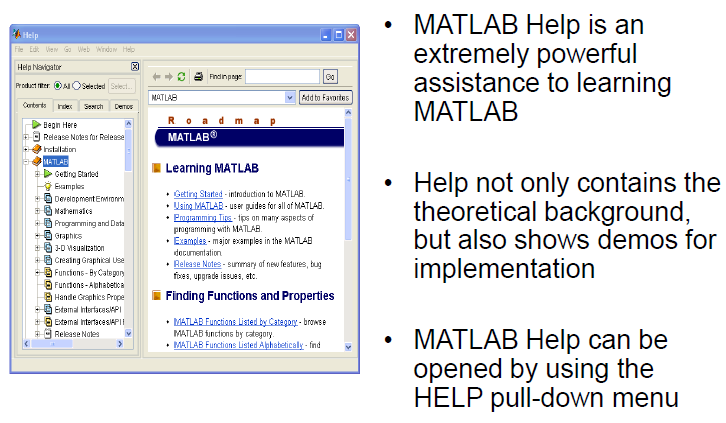 Help
File Edit View Go Web Window Help
Help Navigator
Product filter: All Selected Select...
Contents Index Search Demos
Begin Here
Release Notes for Release
Installation
MATLAB
Getting Started
Examples
Development Environm
Mathematics
Programming and Data
Graphics
3-D Visualization
Creating Graphical Use
Functions - By Category
Functions - Alphabetica
Handle Graphics Prope
External Interfaces/API
External Interfaces/API F
Release Notes
Find in page: Go
MATLAB Add to Favorites
Roadmap
MATLAB®
Learning MATLAB
• Getting Started - introduction to MATLAB.
• Using MATLAB - user guides for all of MATLAB.
• Programming Tips - tips on many aspects of
programming with MATLAB.
• Examples - major examples in the MATLAB
documentation.
• Release Notes - summary of new features, bug
fixes, upgrade issues, etc.
Finding Functions and Properties
• MATLAB Functions Listed by Category - browse
MATLAB functions by category.
• MATLAB Functions Listed Alphabetically - find
• MATLAB Help is an
extremely powerful
assistance to learning
MATLAB
• Help not only contains the
theoretical background,
but also shows demos for
implementation
• MATLAB Help can be
opened by using the
HELP pull-down menu